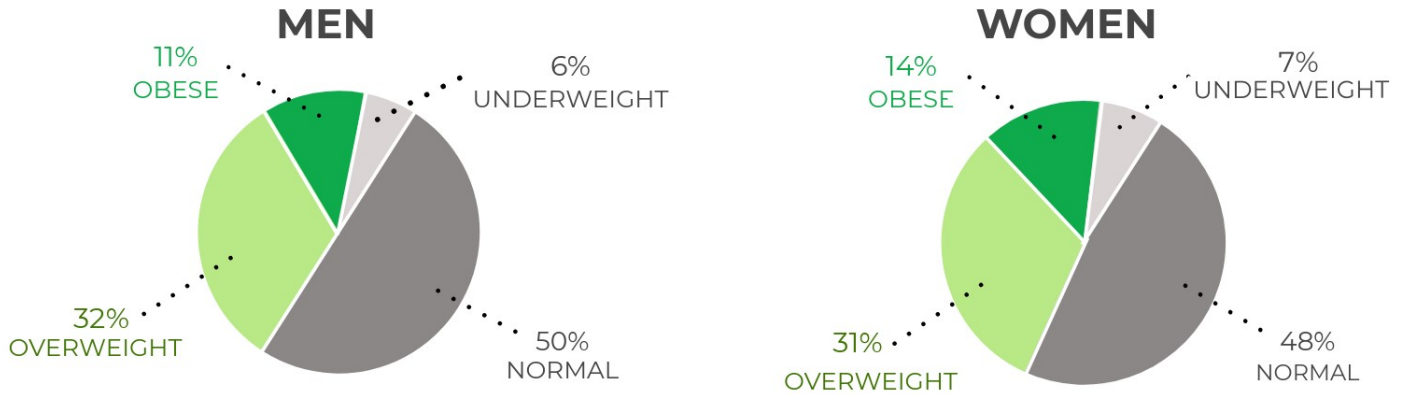 MEN
11%
OBESE
6%
UNDERWEIGHT
32%
OVERWEIGHT
50%
NORMAL
WOMEN
14%
OBESE
7%
UNDERWEIGHT
31%
OVERWEIGHT
48%
NORMAL